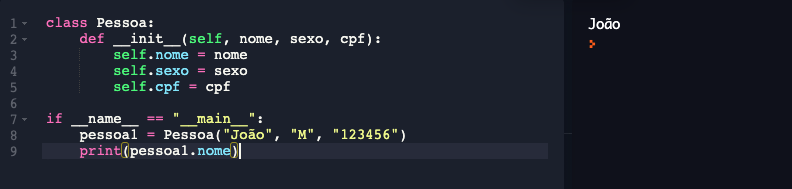 1 class Pessoa:
2     def __init__(self, nome, sexo, cpf):
3         self.nome = nome
4         self.sexo = sexo
5         self.cpf = cpf
6
7 if __name__ == "__main__":
8     pessoa1 = Pessoa("João", "M", "123456")
9     print(pessoa1.nome)
João
>